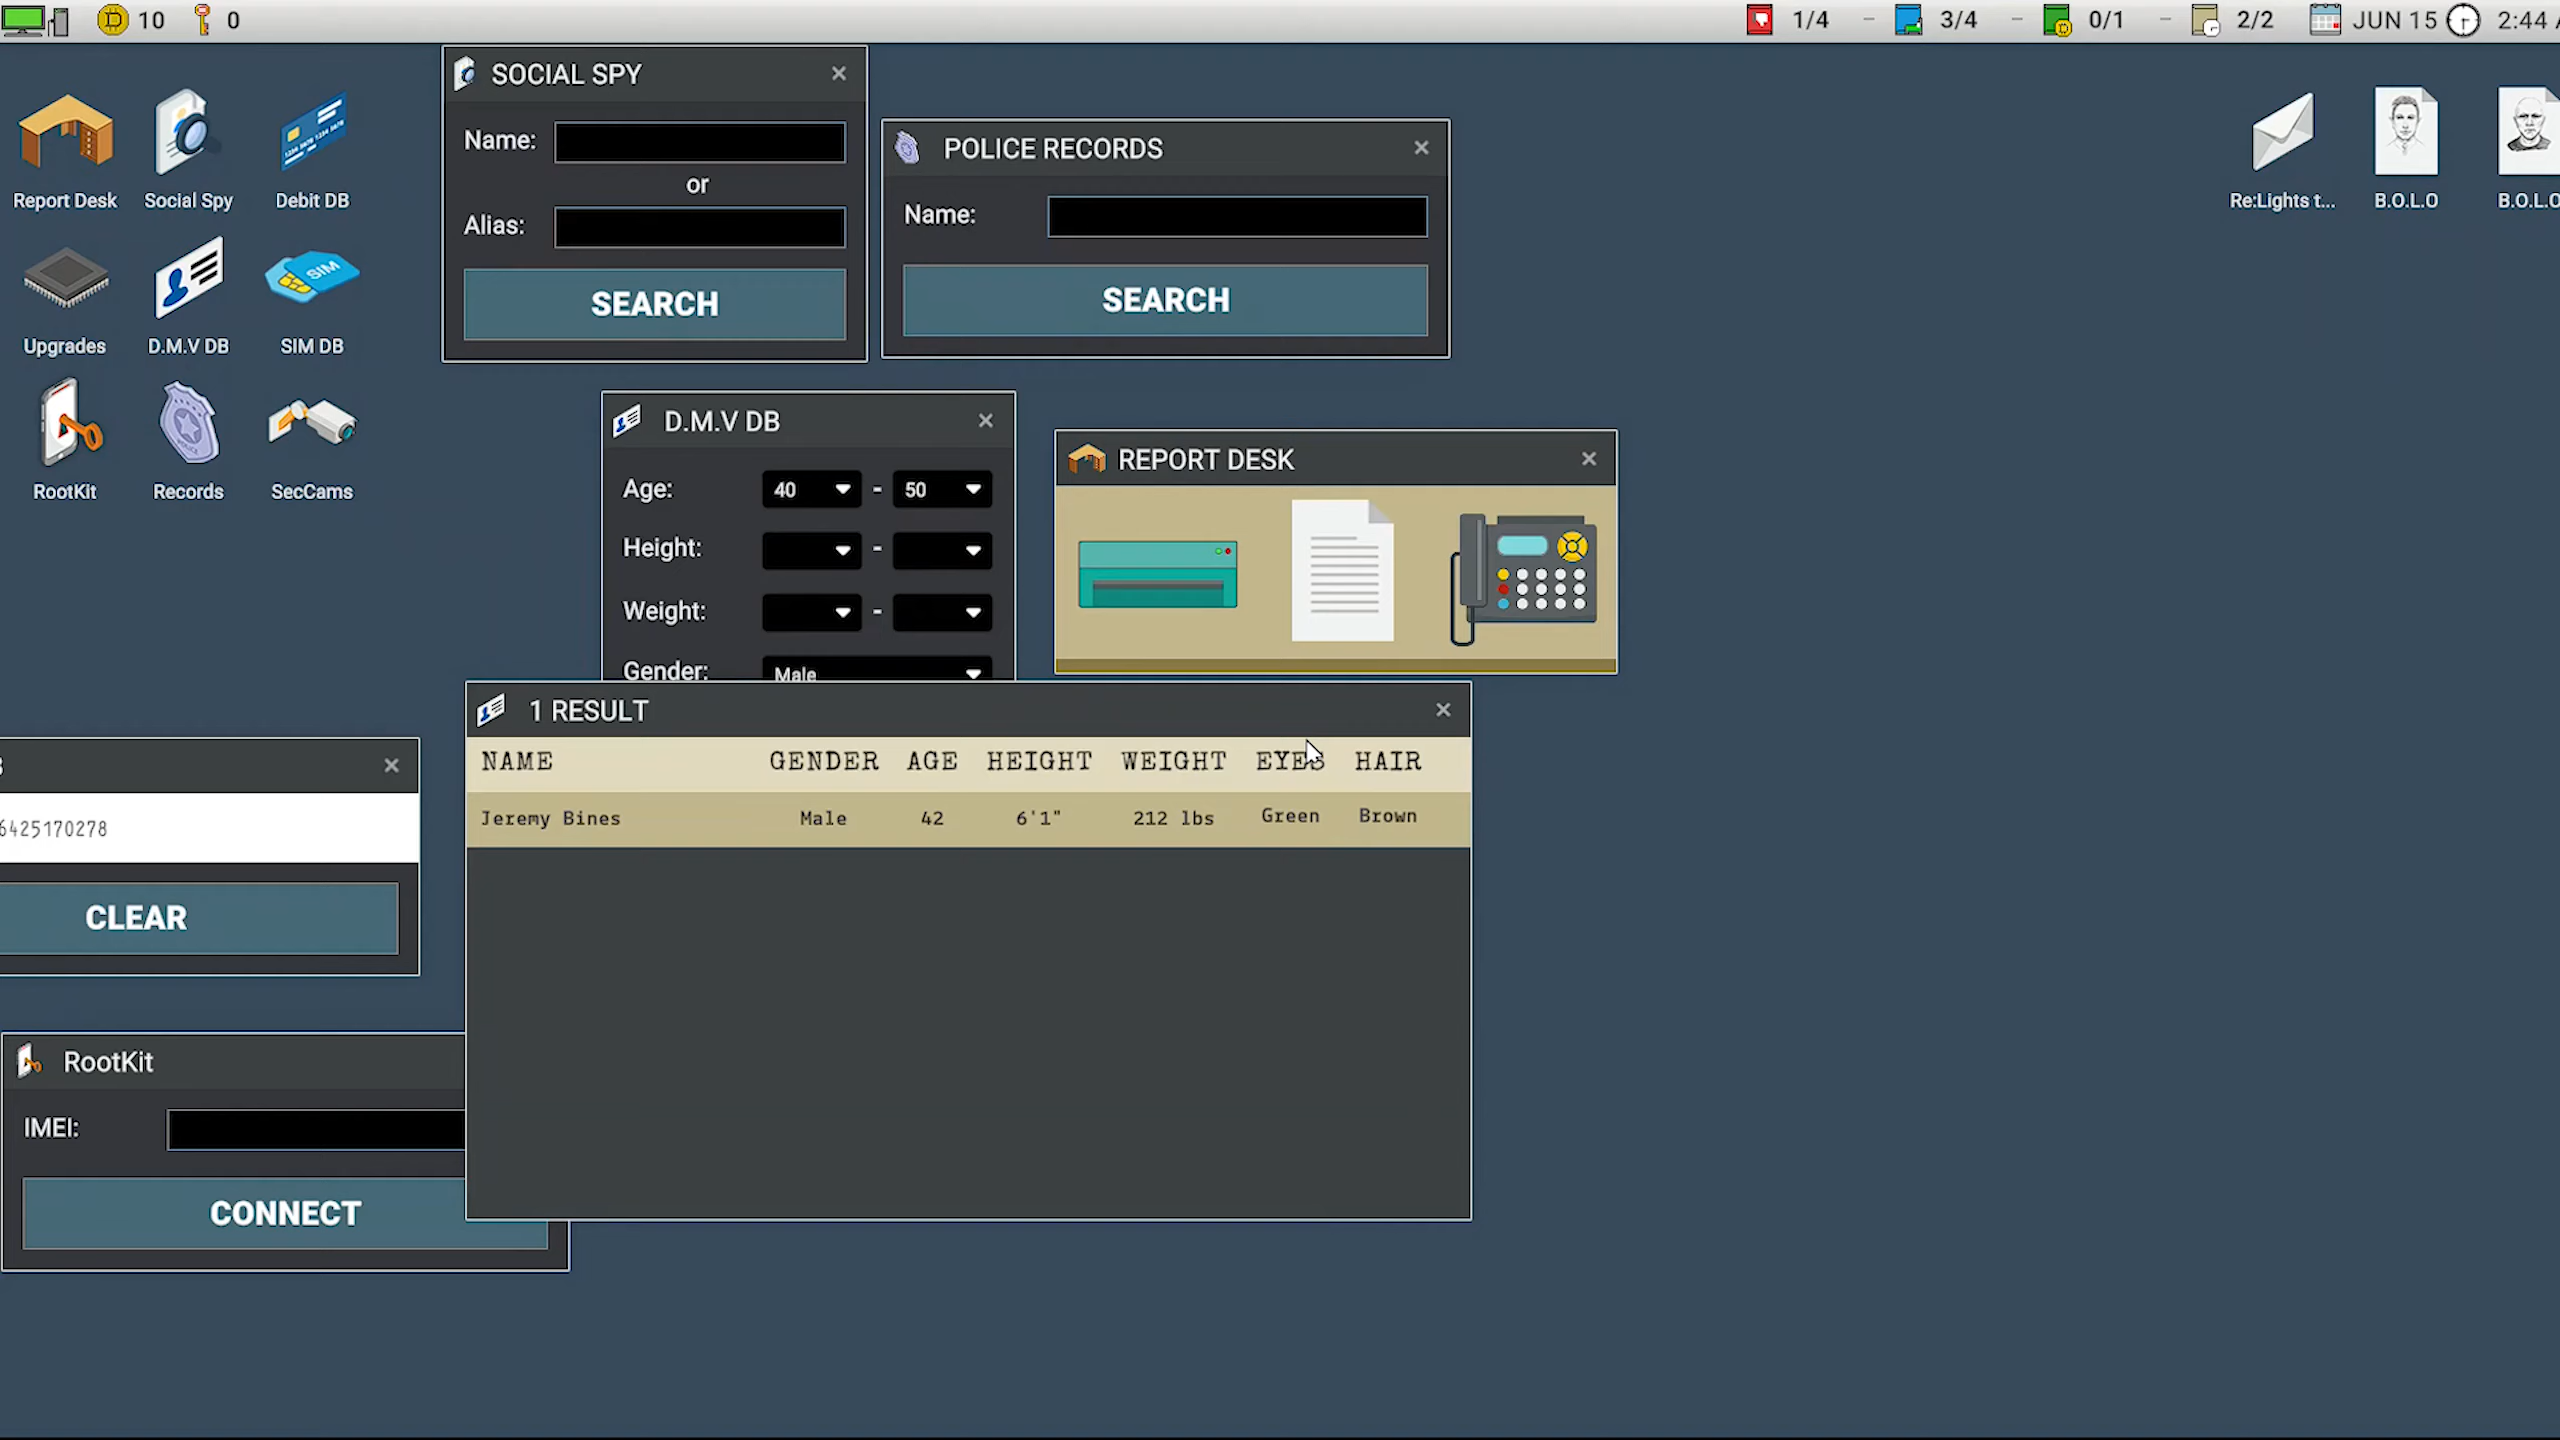 10 0 1/4 - 3/4 - 0/1 - 2/2 JUN 15 2:44
Report Desk
Social Spy
Debit DB
Upgrades
D.M.V DB
SIM DB
RootKit
Records
SecCams
SOCIAL SPY
Name:
or
Alias:
SEARCH
POLICE RECORDS
Name:
SEARCH
Re:Lights t...
B.O.L.O
B.O.L.O
D.M.V DB
Age: 40 - 50
Height: -
Weight: -
Gender: Male
REPORT DESK
1 RESULT
NAME GENDER AGE HEIGHT WEIGHT EYES HAIR
Jeremy Bines Male 42 6'1" 212 lbs Green Brown
6425170278
CLEAR
RootKit
IMEI:
CONNECT